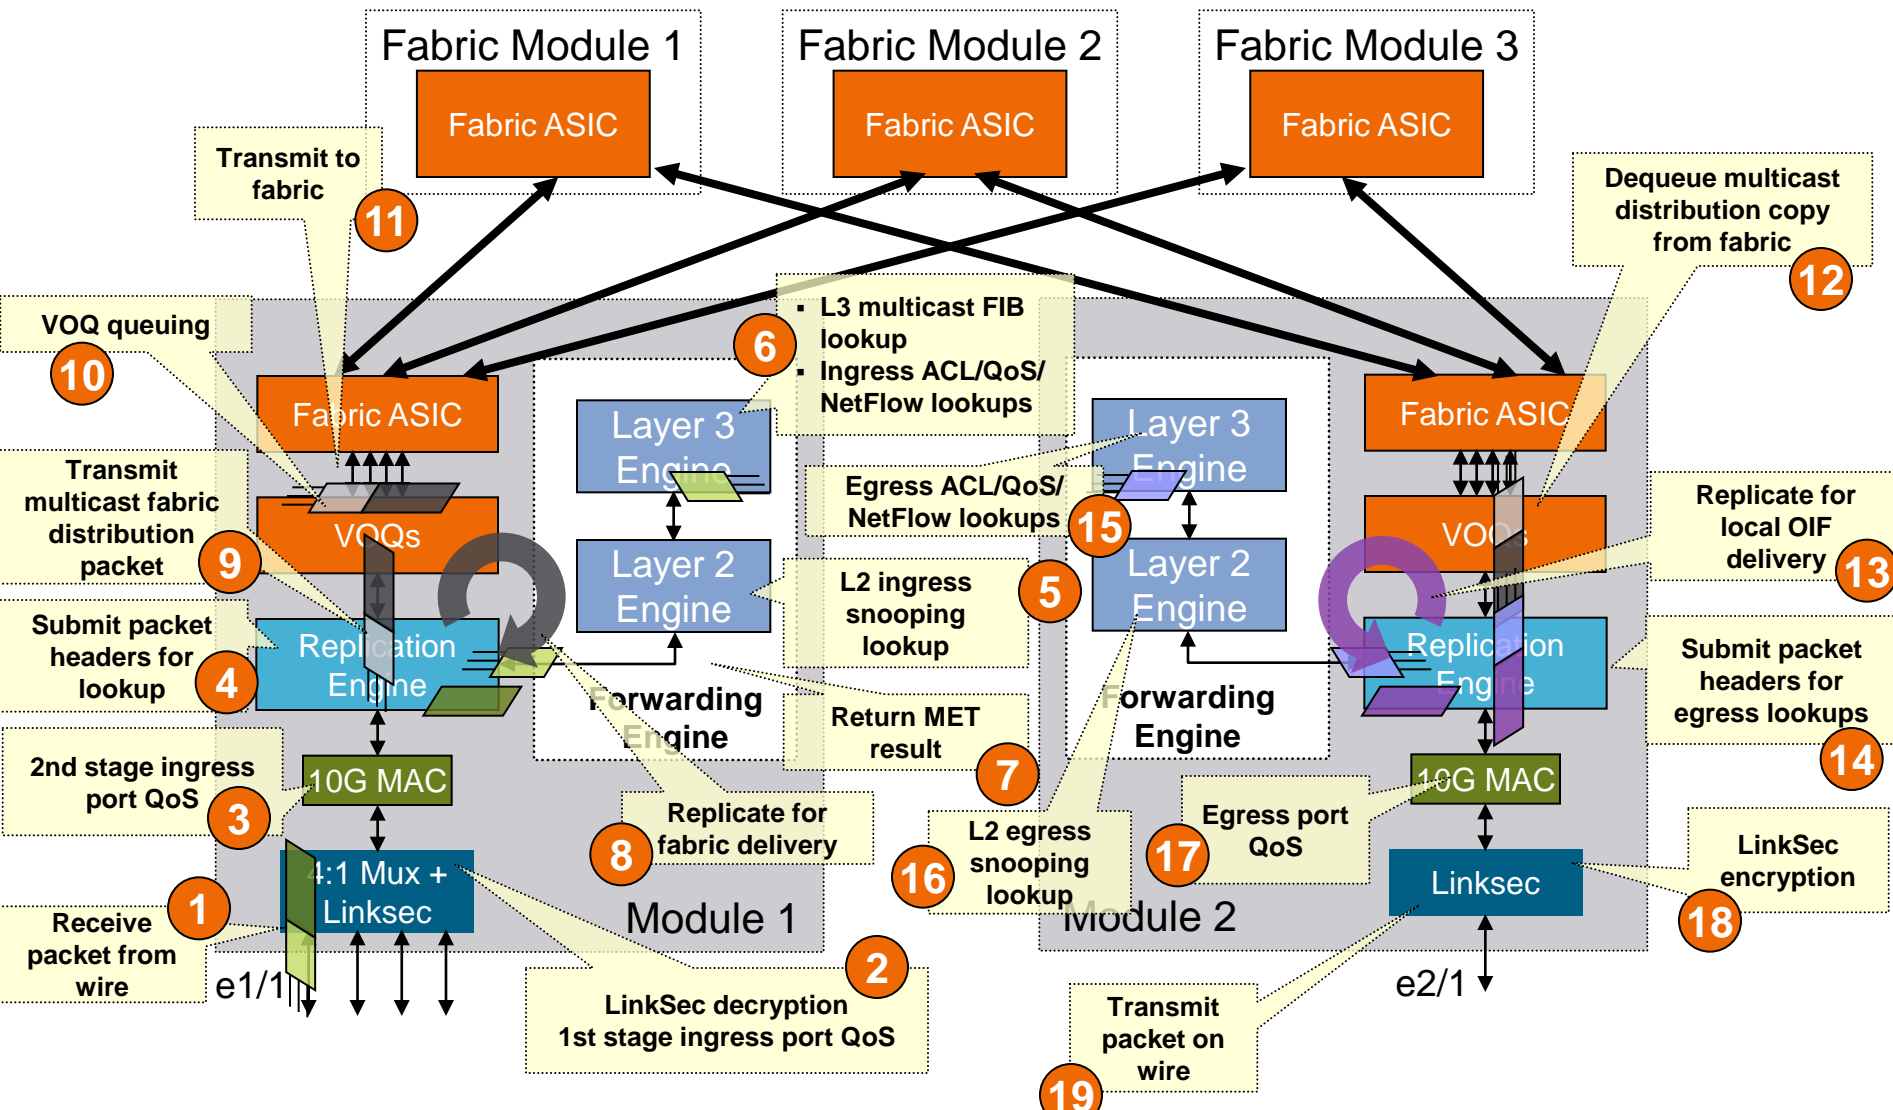 Fabric Module 1
Fabric Module 2
Fabric Module 3
Fabric ASIC
Fabric ASIC
Fabric ASIC
Transmit to
fabric
11
Dequeue multicast
distribution copy
from fabric
12
VOQ queuing
10
6
▪ L3 multicast FIB
lookup
▪ Ingress ACL/QoS/
NetFlow lookups
Fabric ASIC
Layer 3
Engine
Layer 3
Engine
Fabric ASIC
Transmit
multicast fabric
distribution
packet
9
VOQs
Egress ACL/QoS/
NetFlow lookups
15
VOQs
Replicate for
local OIF
delivery
13
Layer 2
Engine
L2 ingress
snooping
lookup
5
Layer 2
Engine
Submit packet
headers for
lookup
4
Replication
Engine
Forwarding
Engine
Return MET
result
7
Forwarding
Engine
Replication
Engine
Submit packet
headers for
egress lookups
14
2nd stage ingress
port QoS
3
10G MAC
Replicate for
fabric delivery
8
L2 egress
snooping
lookup
16
Egress port
QoS
17
10G MAC
LinkSec
encryption
18
4:1 Mux +
Linksec
Linksec
1
Receive
packet from
wire
Module 1
Module 2
e1/1
2
LinkSec decryption
1st stage ingress port QoS
e2/1
Transmit
packet on
wire
19